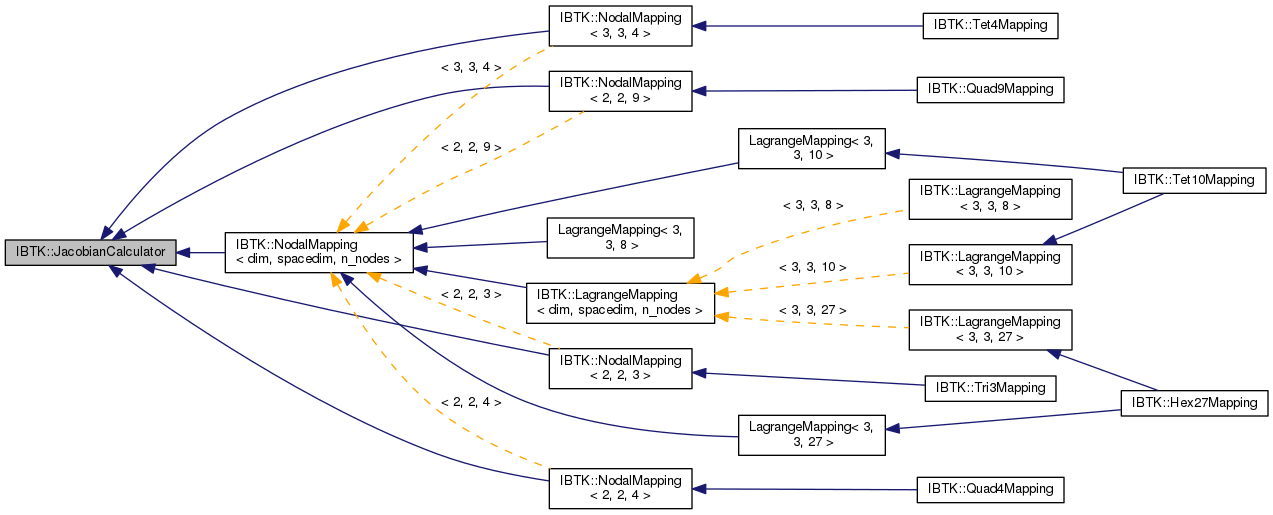 IBTK::NodalMapping
< 3, 3, 4 >
IBTK::Tet4Mapping
< 3, 3, 4 >
IBTK::NodalMapping
< 2, 2, 9 >
IBTK::Quad9Mapping
< 2, 2, 9 >
LagrangeMapping< 3,
3, 10 >
IBTK::Tet10Mapping
IBTK::LagrangeMapping
< 3, 3, 8 >
< 3, 3, 8 >
LagrangeMapping< 3,
3, 8 >
IBTK::JacobianCalculator
IBTK::NodalMapping
< dim, spacedim, n_nodes >
IBTK::LagrangeMapping
< 3, 3, 10 >
< 3, 3, 10 >
< 2, 2, 3 >
IBTK::LagrangeMapping
< dim, spacedim, n_nodes >
< 3, 3, 27 >
IBTK::LagrangeMapping
< 3, 3, 27 >
IBTK::NodalMapping
< 2, 2, 3 >
IBTK::Tri3Mapping
IBTK::Hex27Mapping
< 2, 2, 4 >
LagrangeMapping< 3,
3, 27 >
IBTK::NodalMapping
< 2, 2, 4 >
IBTK::Quad4Mapping